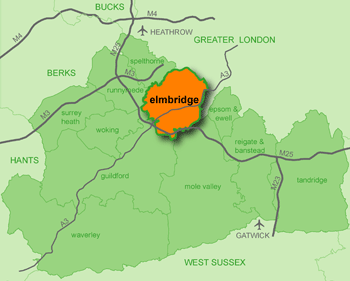 BUCKS
M4
M4
HEATHROW
GREATER LONDON
M25
BERKS
spelthorne
A3
M3
runnymede
elmbridge
M3
surrey
heath
epsom &
ewell
woking
reigate &
banstead
HANTS
M25
guildford
mole valley
M23
tandridge
A3
waverley
GATWICK
WEST SUSSEX